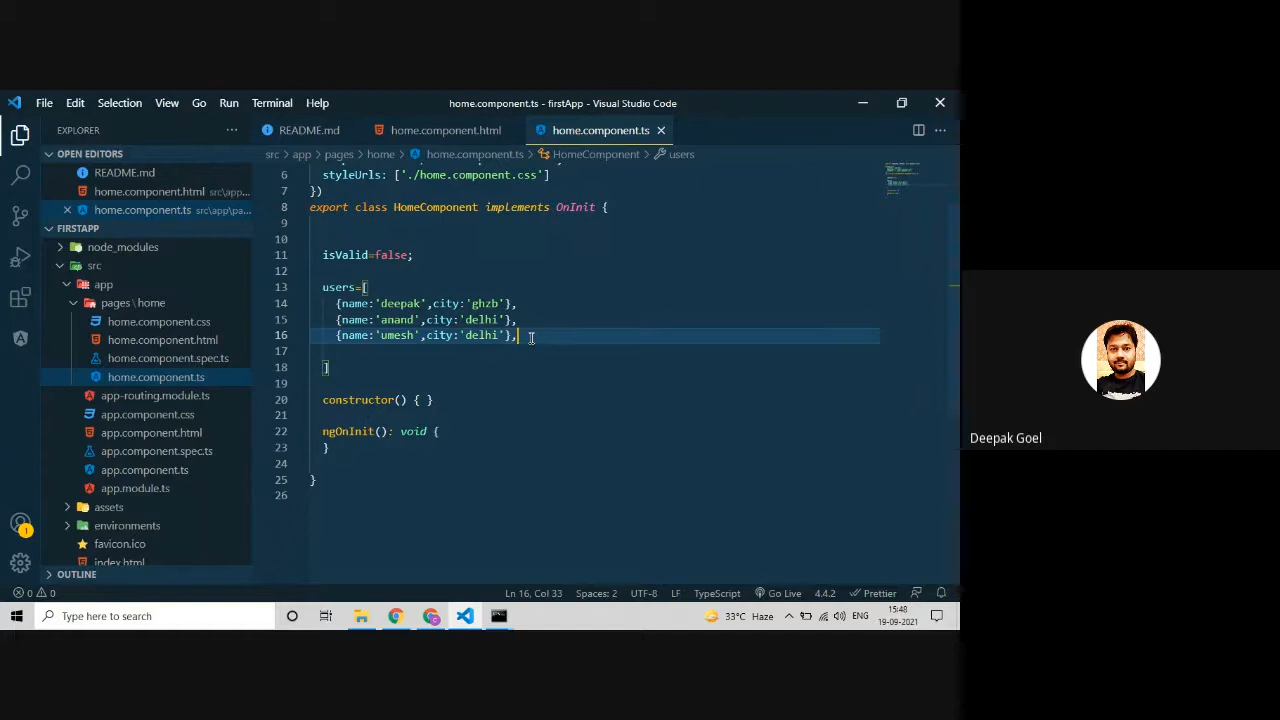 File Edit Selection View Go Run Terminal Help
home.component.ts - firstApp - Visual Studio Code
EXPLORER
README.md
home.component.html
home.component.ts
OPEN EDITORS
README.md
home.component.html src\app...
home.component.ts src\app\pa...
FIRSTAPP
node_modules
src
app
pages\home
home.component.css
home.component.html
home.component.spec.ts
home.component.ts
app-routing.module.ts
app.component.css
app.component.html
app.component.spec.ts
app.component.ts
app.module.ts
assets
environments
favicon.ico
index.html
OUTLINE
src > app > pages > home > home.component.ts > HomeComponent > users
6 styleUrls: ['./home.component.css']
7 })
8 export class HomeComponent implements OnInit {
9
10
11 isValid=false;
12
13 users=[
14 {name:'deepak',city:'ghzb'},
15 {name:'anand',city:'delhi'},
16 {name:'umesh',city:'delhi'},
17
18 ]
19
20 constructor() { }
21
22 ngOnInit(): void {
23 }
24
25 }
26
1
0 0
Ln 16, Col 33
Spaces: 2
UTF-8
LF
TypeScript
Go Live
4.4.2
Prettier
Type here to search
33°C Haze
ENG
15:48
19-09-2021
Deepak Goel